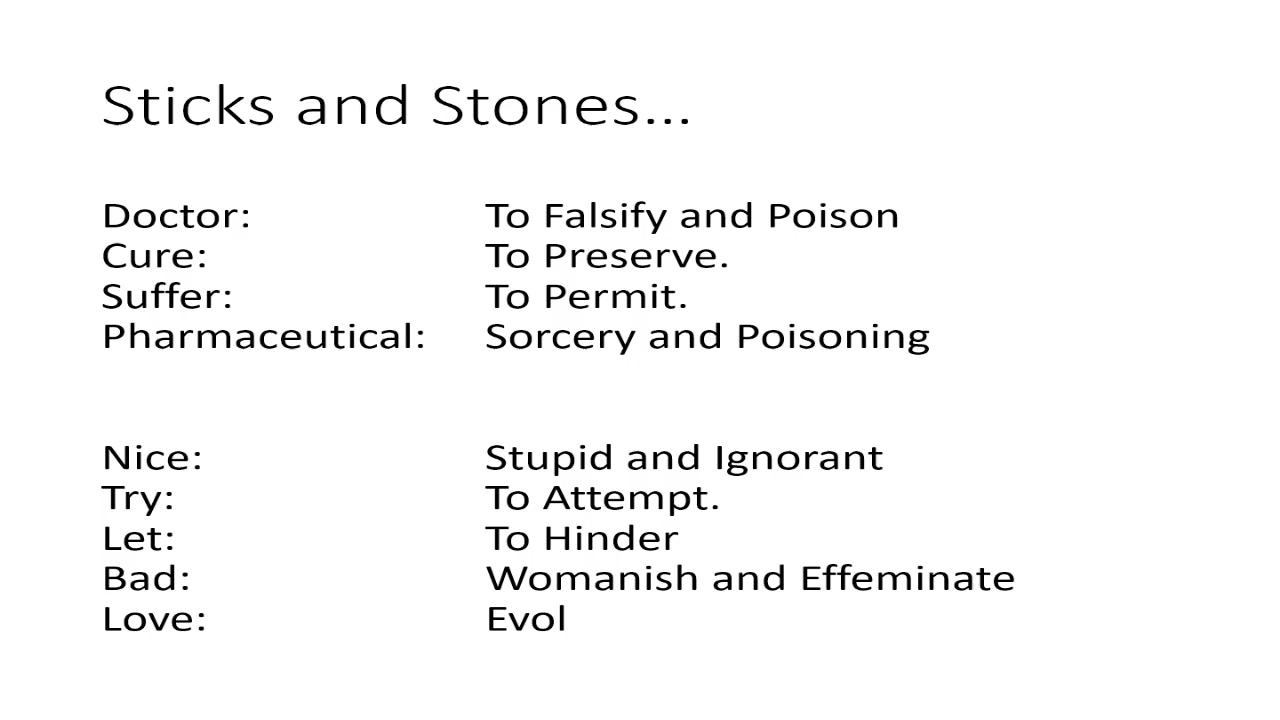 Sticks and Stones...
Doctor: To Falsify and Poison
Cure: To Preserve.
Suffer: To Permit.
Pharmaceutical: Sorcery and Poisoning
Nice: Stupid and Ignorant
Try: To Attempt.
Let: To Hinder
Bad: Womanish and Effeminate
Love: Evol